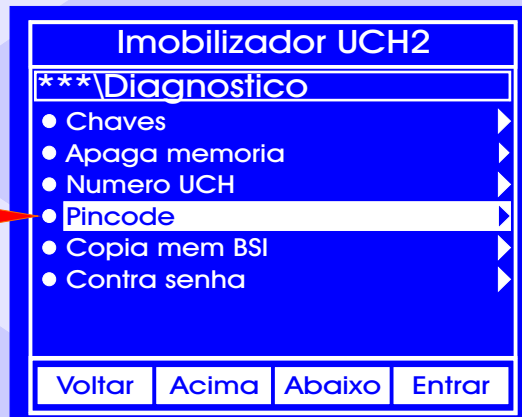 Imobilizador UCH2
***\Diagnostico
Chaves
Apaga memoria
Numero UCH
Pincode
Copia mem BSI
Contra senha
Voltar Acima Abaixo Entrar